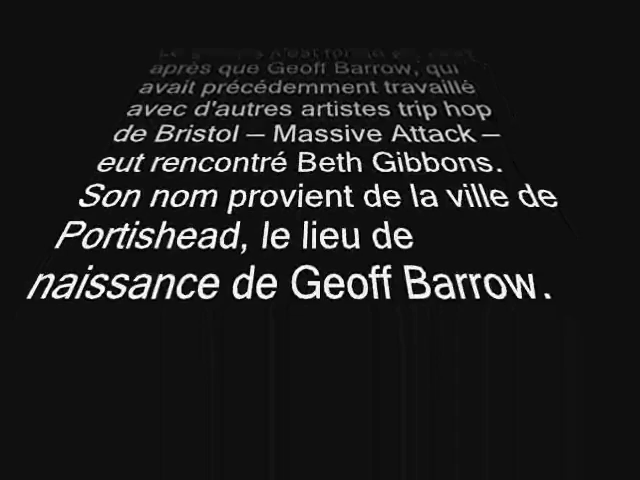 après que Geoff Barrow, qui
avait précédemment travaillé
avec d'autres artistes trip hop
de Bristol – Massive Attack –
eut rencontré Beth Gibbons.
Son nom provient de la ville de
Portishead, le lieu de
naissance de Geoff Barrow.